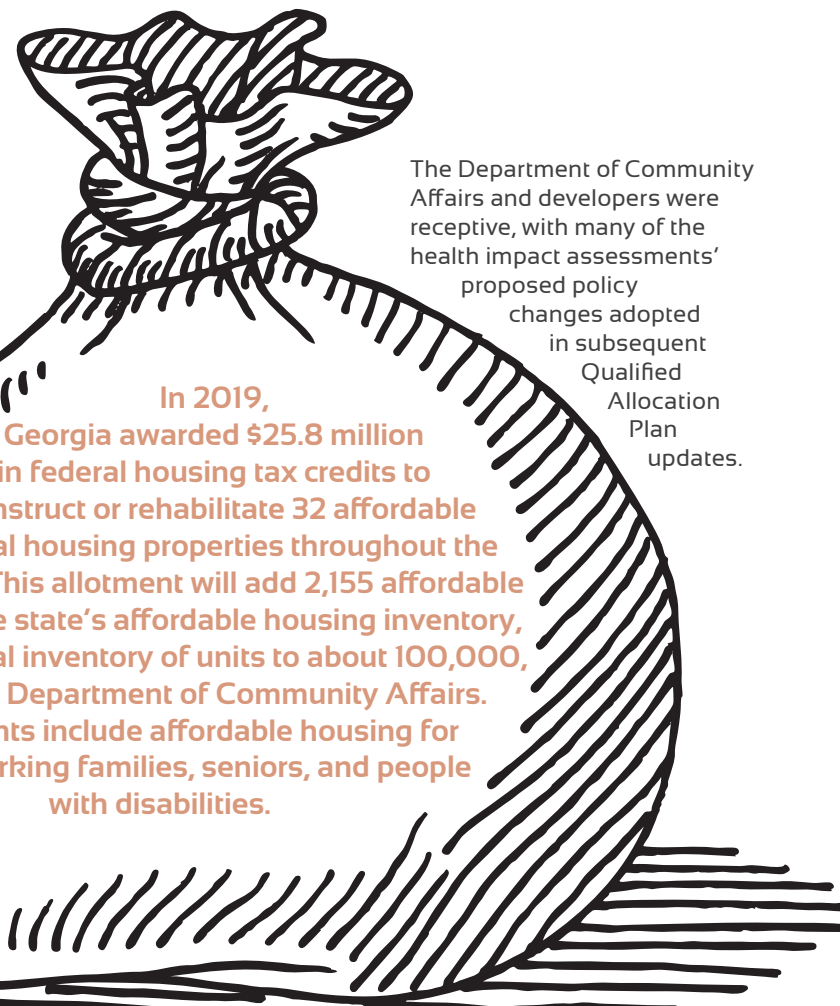 The Department of Community
Affairs and developers were
receptive, with many of the
health impact assessments’
proposed policy
changes adopted
in subsequent
Qualified
Allocation
Plan
updates.
In 2019,
Georgia awarded $25.8 million
in federal housing tax credits to
nstruct or rehabilitate 32 affordable
al housing properties throughout the
This allotment will add 2,155 affordable
e state’s affordable housing inventory,
al inventory of units to about 100,000,
Department of Community Affairs.
nts include affordable housing for
rking families, seniors, and people
with disabilities.